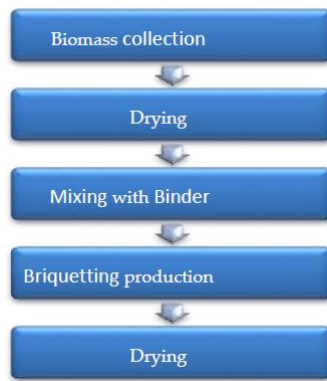 Biomass collection
Drying
Mixing with Binder
Briquetting production
Drying